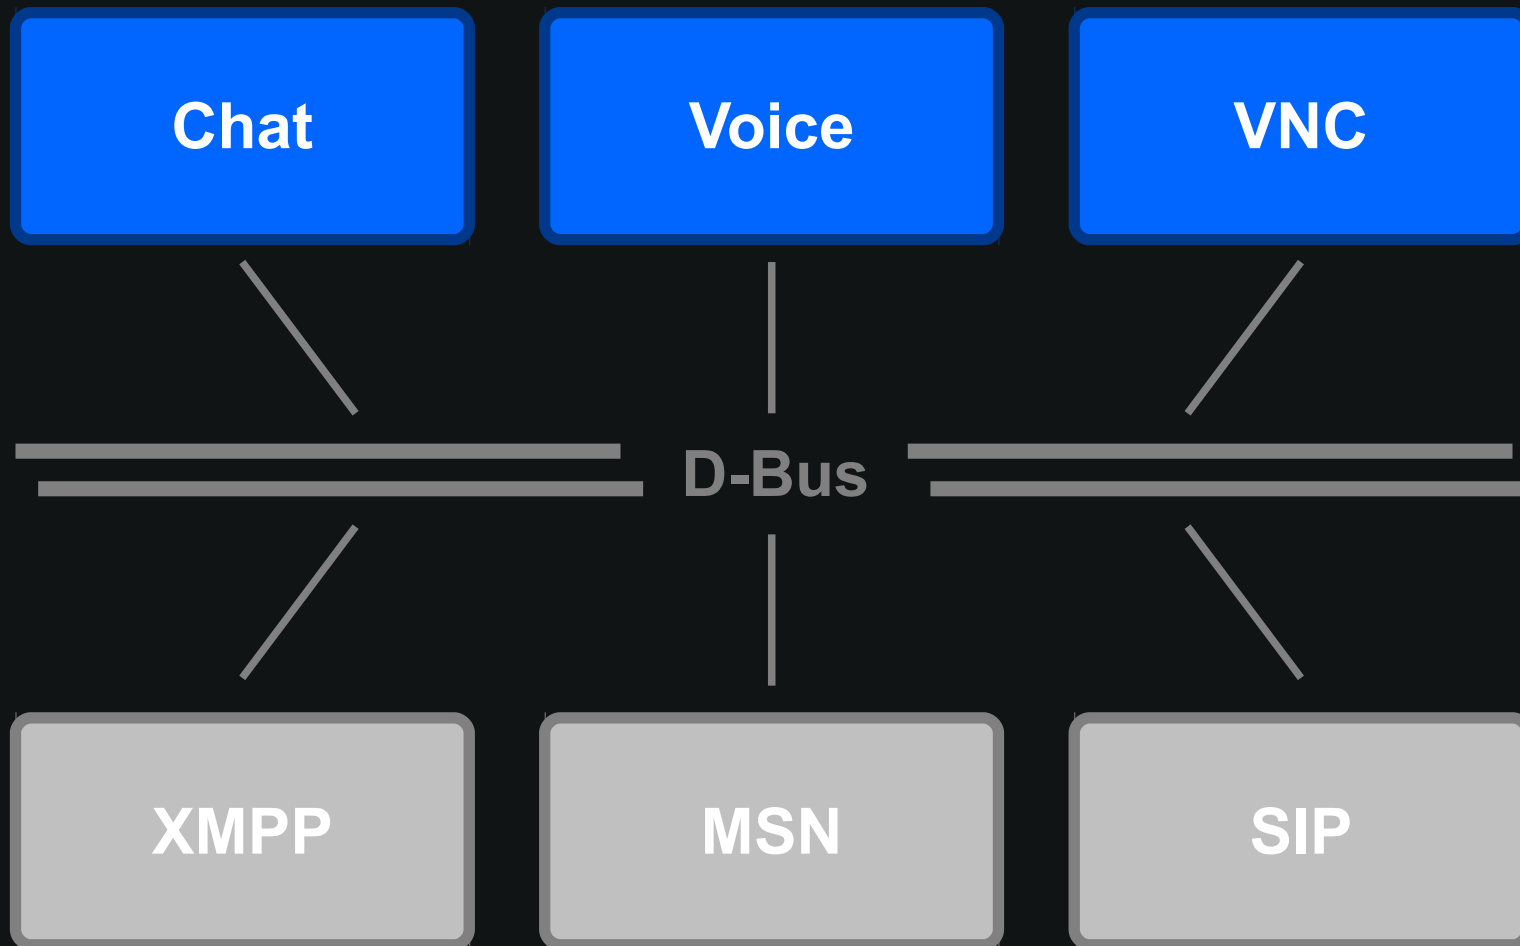 Chat
Voice
VNC
D-Bus
XMPP
MSN
SIP